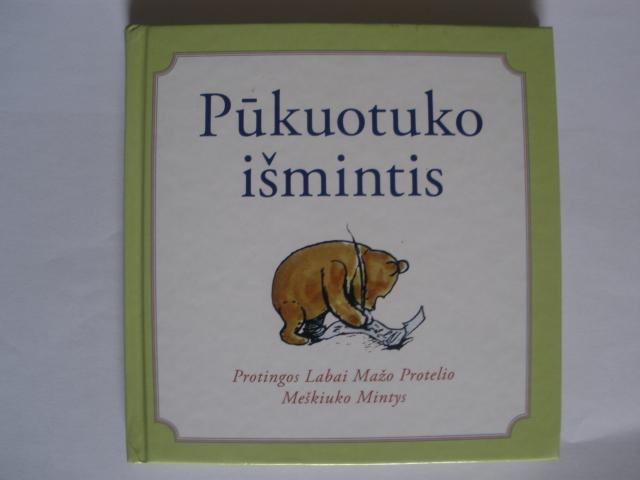 Pūkuotuko
išmintis
Protingos Labai Mažo Protelio
Meškiuko Mintys